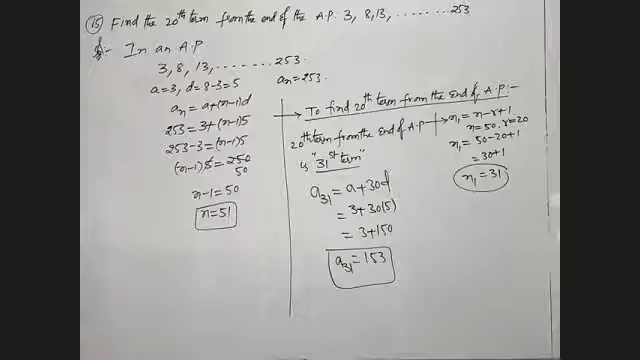 15) Find the 20th term from the end of the A.P. 3, 8, 13, ........ 253
:- In an A.P
3, 8, 13, ........ 253.
a=3, d=8-3=5 an=253.
an = a+(n-1)d
253=3+(n-1)5
253-3=(n-1)5
(n-1)5=250
50
n-1=50
n=51
→ To find 20th term from the End of A.P:-
20th term from the End of A.P → n1=n-r+1
n=50, r=20
is "31st term"
n1=50-20+1
=30+1
n1=31
a31=a+30d
=3+30(5)
=3+150
a31=153